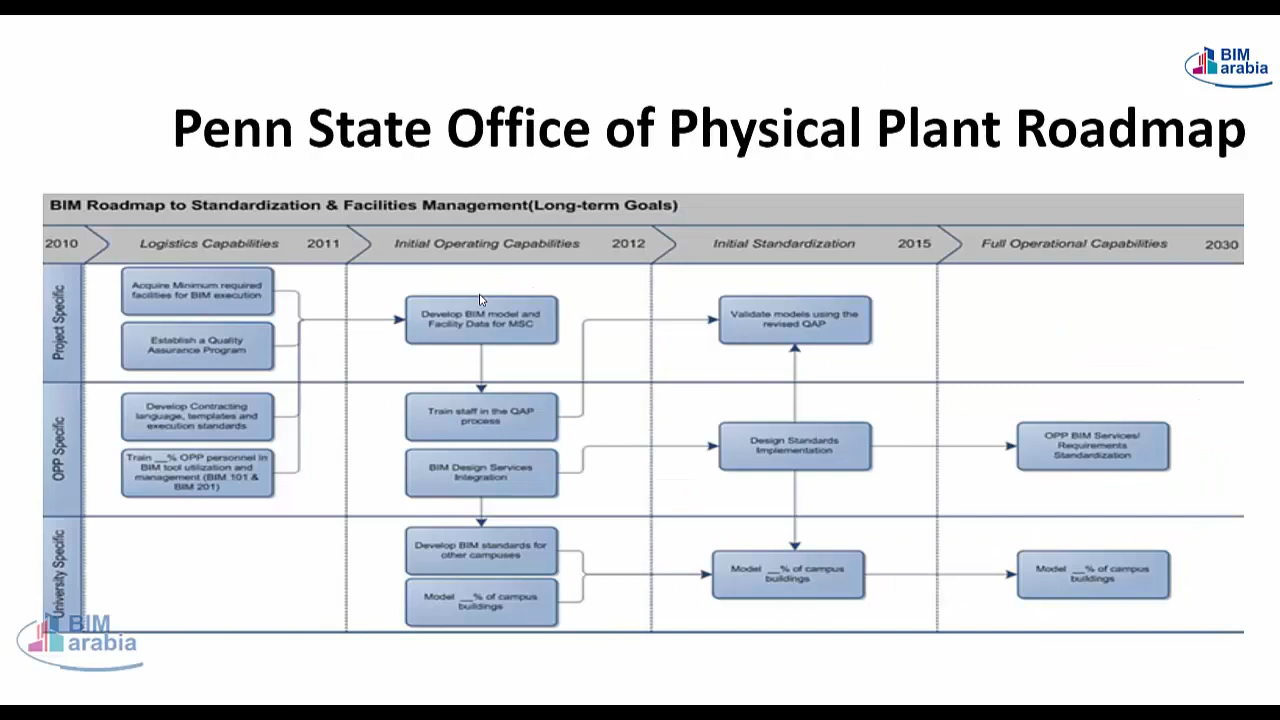 BIM
arabia
Penn State Office of Physical Plant Roadmap
BIM Roadmap to Standardization & Facilities Management(Long-term Goals)
2010 Logistics Capabilities 2011 Initial Operating Capabilities 2012 Initial Standardization 2015 Full Operational Capabilities 2030
Project Specific
Acquire Minimum required
facilities for BIM execution
Establish a Quality
Assurance Program
Develop BIM model and
Facility Data for MSC
Validate models using the
revised QAP
OPP Specific
Develop Contracting
language, templates and
execution standards
Train __% OPP personnel in
BIM tool utilization and
management (BIM 101 &
BIM 201)
Train staff in the QAP
process
BIM Design Services
Integration
Design Standards
Implementation
OPP BIM Services/
Requirements
Standardization
University Specific
Develop BIM standards for
other campuses
Model __% of campus
buildings
Model __% of campus
buildings
Model __% of campus
buildings
BIM
arabia